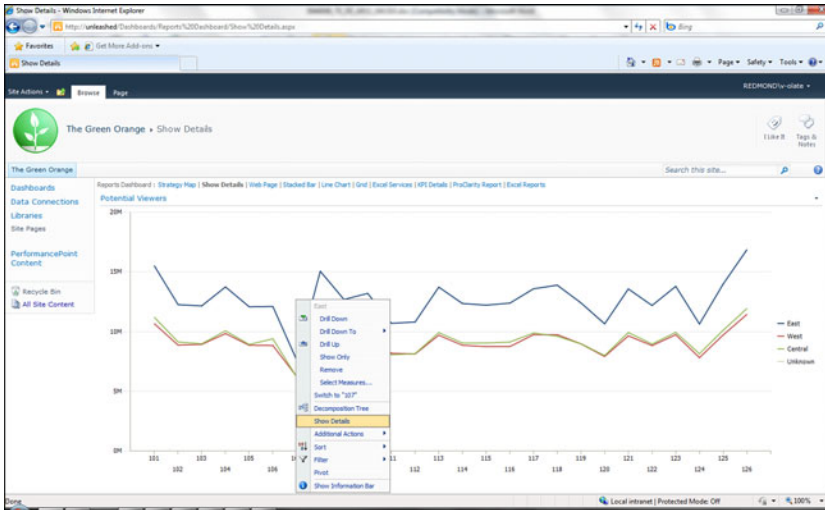 Show Details - Windows Internet Explorer
http://unleashed/Dashboards/Reports%20Dashboard/Show%20Details.aspx
Bing
Favorites Get More Add-ons
Show Details
Page Safety Tools
Site Actions Browse Page
REDMOND\v-olate
The Green Orange Show Details
I Like It Tags & Notes
The Green Orange
Search this site...
Dashboards
Data Connections
Libraries
Site Pages
PerformancePoint Content
Recycle Bin
All Site Content
Reports Dashboard : Strategy Map | Show Details | Web Page | Stacked Bar | Line Chart | Grid | Excel Services | KPI Details | ProClarity Report | Excel Reports
Potential Viewers
20M
15M
10M
5M
0M
East
Drill Down
Drill Down To
Drill Up
Show Only
Remove
Select Measures...
Switch to "107"
Decomposition Tree
Show Details
Additional Actions
Sort
Filter
Pivot
Show Information Bar
East
West
Central
Unknown
101 103 105 113 115 117 119 121 123 125
102 104 106 112 114 116 118 120 122 124 126
Done
Local intranet | Protected Mode: Off
100%